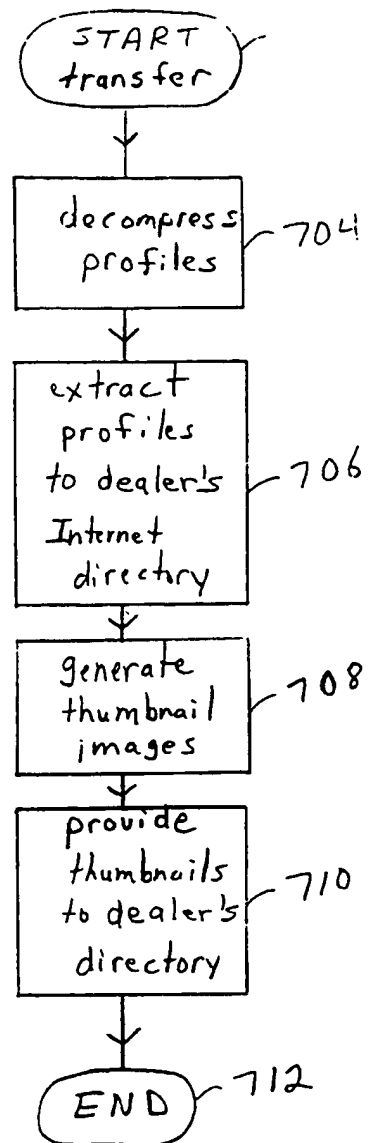 START
transfer
decompress
profiles
704
extract
profiles
to dealer's
Internet
directory
706
generate
thumbnail
images
708
provide
thumbnails
to dealer's
directory
710
END
712